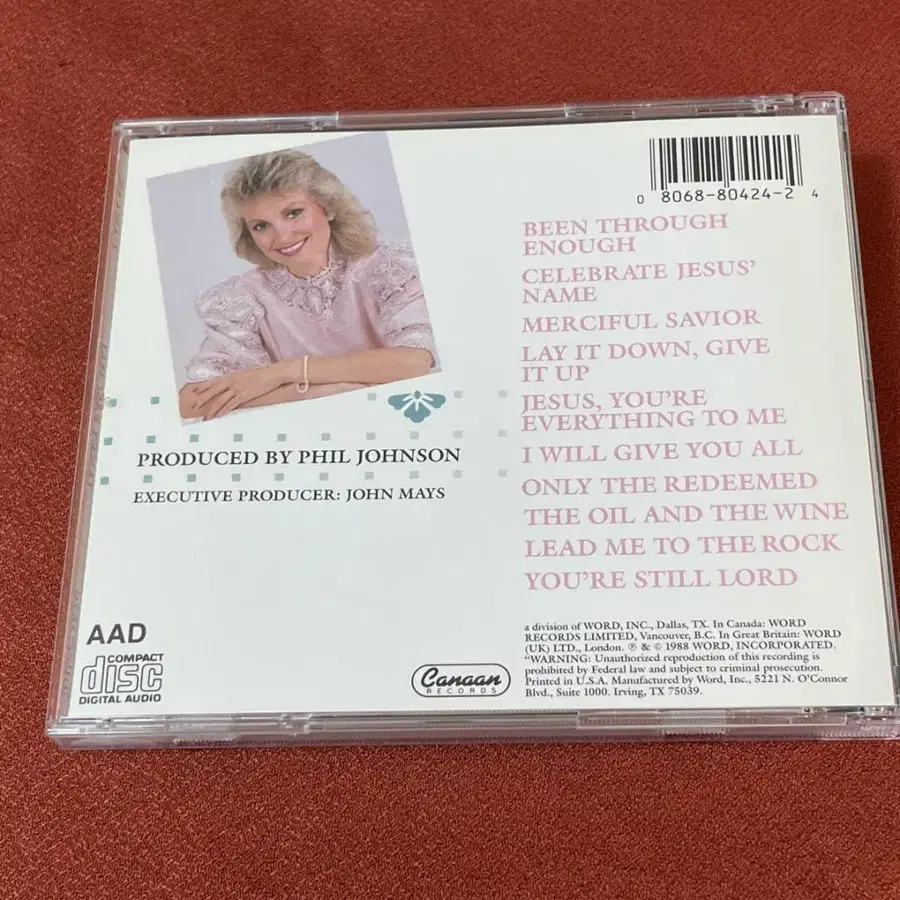 0 8068-80424-2 4
BEEN THROUGH
ENOUGH
CELEBRATE JESUS'
NAME
MERCIFUL SAVIOR
LAY IT DOWN, GIVE
IT UP
JESUS, YOU'RE
EVERYTHING TO ME
I WILL GIVE YOU ALL
ONLY THE REDEEMED
THE OIL AND THE WINE
LEAD ME TO THE ROCK
YOU'RE STILL LORD
PRODUCED BY PHIL JOHNSON
EXECUTIVE PRODUCER: JOHN MAYS
AAD
COMPACT
disc
DIGITAL AUDIO
Canaan
RECORDS
a division of WORD, INC., Dallas, TX. In Canada: WORD
RECORDS LIMITED, Vancouver, B.C. In Great Britain: WORD
(UK) LTD., London. ℗ & © 1988 WORD, INCORPORATED.
"WARNING: Unauthorized reproduction of this recording is
prohibited by Federal law and subject to criminal prosecution.
Printed in U.S.A. Manufactured by Word, Inc., 5221 N. O'Connor
Blvd., Suite 1000. Irving, TX 75039.